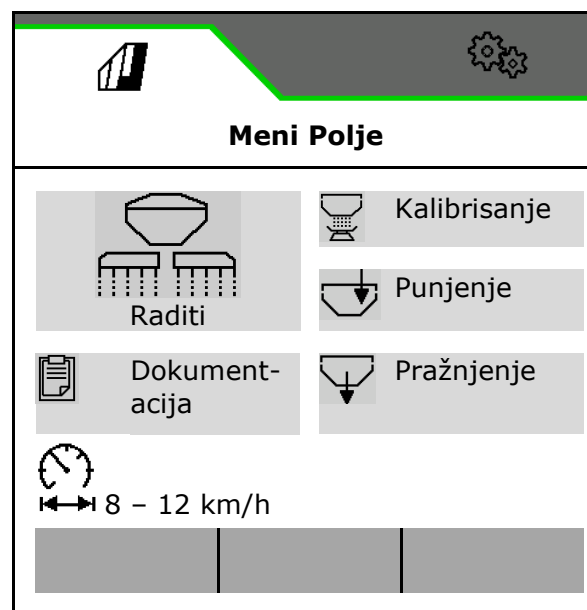 Meni Polje
Raditi
Kalibrisanje
Punjenje
Dokument-
acija
Pražnjenje
8 – 12 km/h